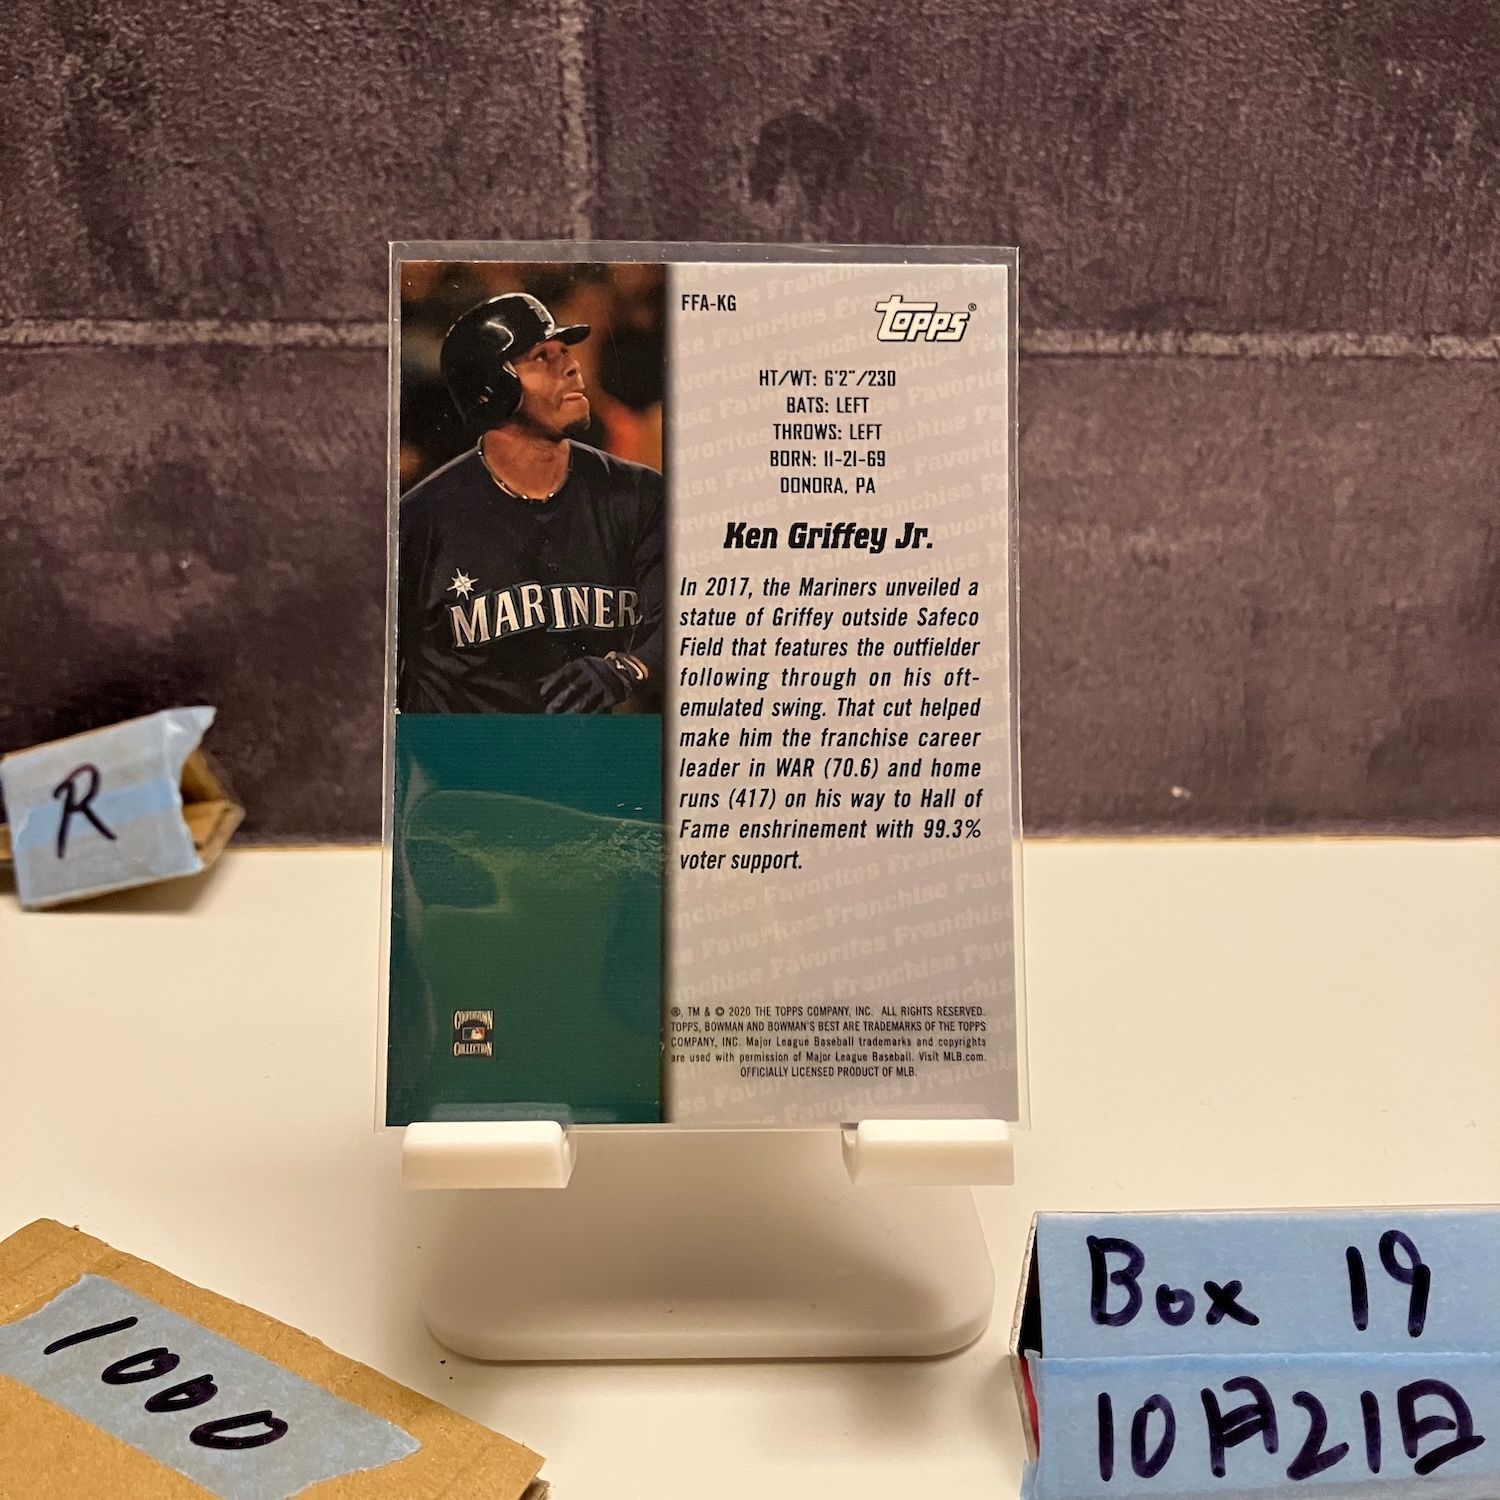 FFA-KG
topps®
HT/WT: 6'2"/230
BATS: LEFT
THROWS: LEFT
BORN: 11-21-69
DONORA, PA
Ken Griffey Jr.
In 2017, the Mariners unveiled a
statue of Griffey outside Safeco
Field that features the outfielder
following through on his oft-
emulated swing. That cut helped
make him the franchise career
leader in WAR (70.6) and home
runs (417) on his way to Hall of
Fame enshrinement with 99.3%
voter support.
®, TM & © 2020 THE TOPPS COMPANY, INC. ALL RIGHTS RESERVED.
TOPPS, BOWMAN AND BOWMAN'S BEST ARE TRADEMARKS OF THE TOPPS
COMPANY, INC. Major League Baseball trademarks and copyrights
are used with permission of Major League Baseball. Visit MLB.com.
OFFICIALLY LICENSED PRODUCT OF MLB.
MARINER
COOPERSTOWN
COLLECTION
R
1000
Box 19
10月21日